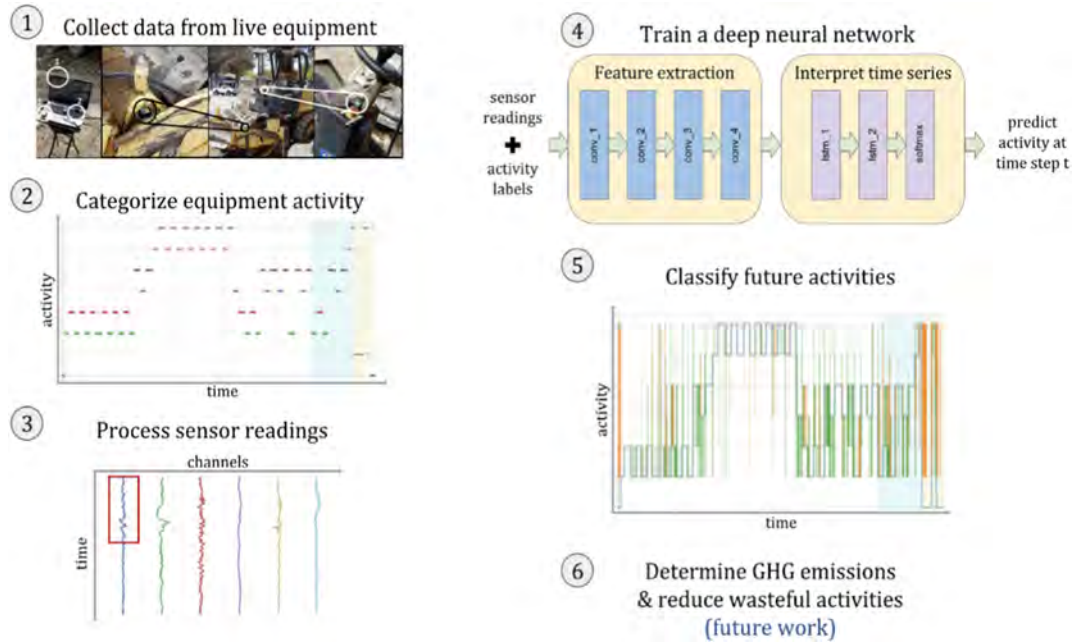 1
Collect data from live equipment
2
Categorize equipment activity
activity
time
3
Process sensor readings
channels
time
4
Train a deep neural network
Feature extraction
Interpret time series
sensor
readings
+
activity
labels
conv_1
conv_2
conv_3
conv_4
lstm_1
lstm_2
softmax
predict
activity at
time step t
5
Classify future activities
activity
time
6
Determine GHG emissions
& reduce wasteful activities
(future work)